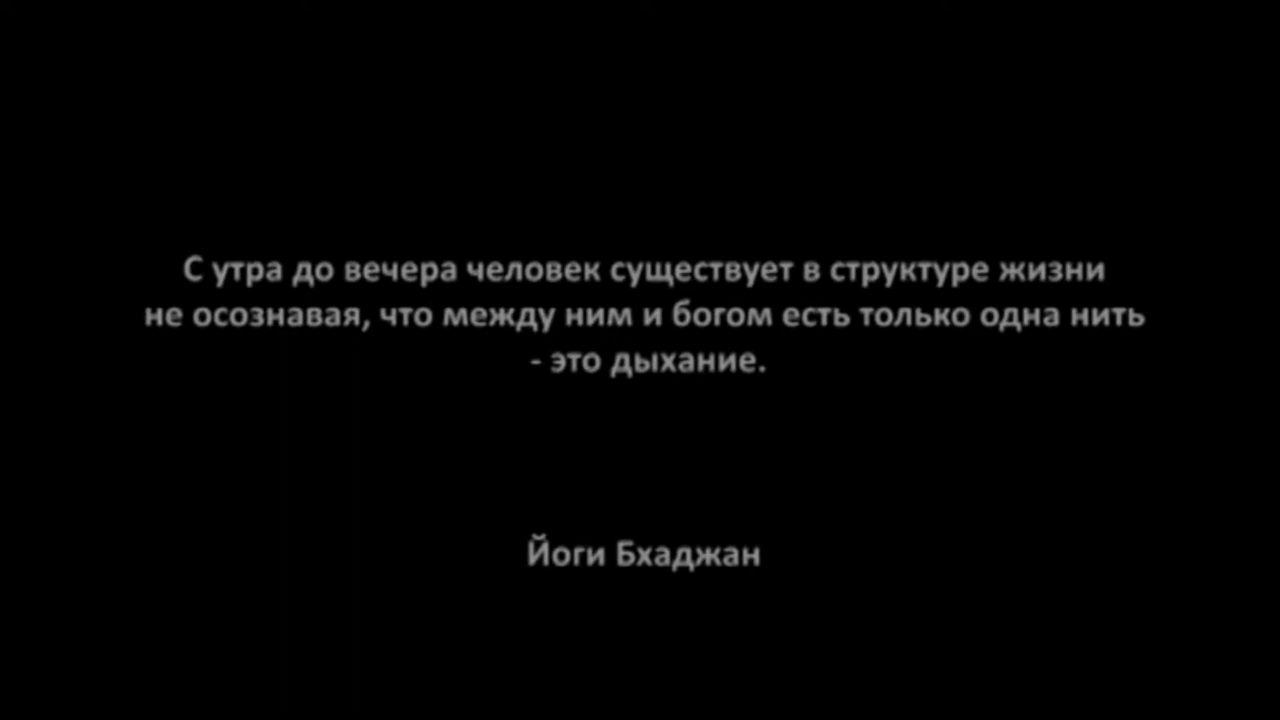 С утра до вечера человек существует в структуре жизни
не осознавая, что между ним и богом есть только одна нить
- это дыхание.
Йоги Бхаджан